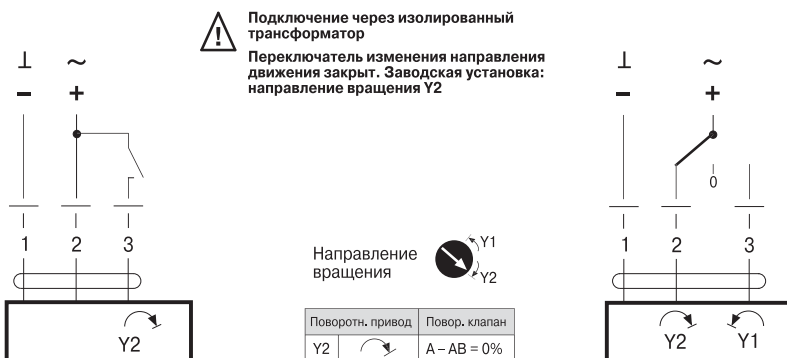 Подключение через изолированный
трансформатор
Переключатель изменения направления
движения закрыт. Заводская установка:
направление вращения Y2
⊥ ~
− +
1 2 3
Y2
Направление
вращения
Y1
Y2
Поворотн. привод Повор. клапан
Y2 A – AB = 0%
⊥ ~
− +
0
1 2 3
Y2 Y1